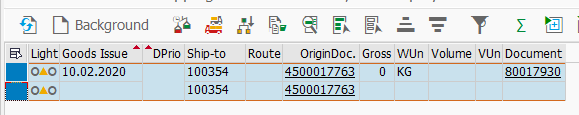 Background
Light Goods Issue DPrio Ship-to Route OriginDoc. Gross WUn Volume VUn Document
10.02.2020 100354 4500017763 0 KG 80017930
100354 4500017763